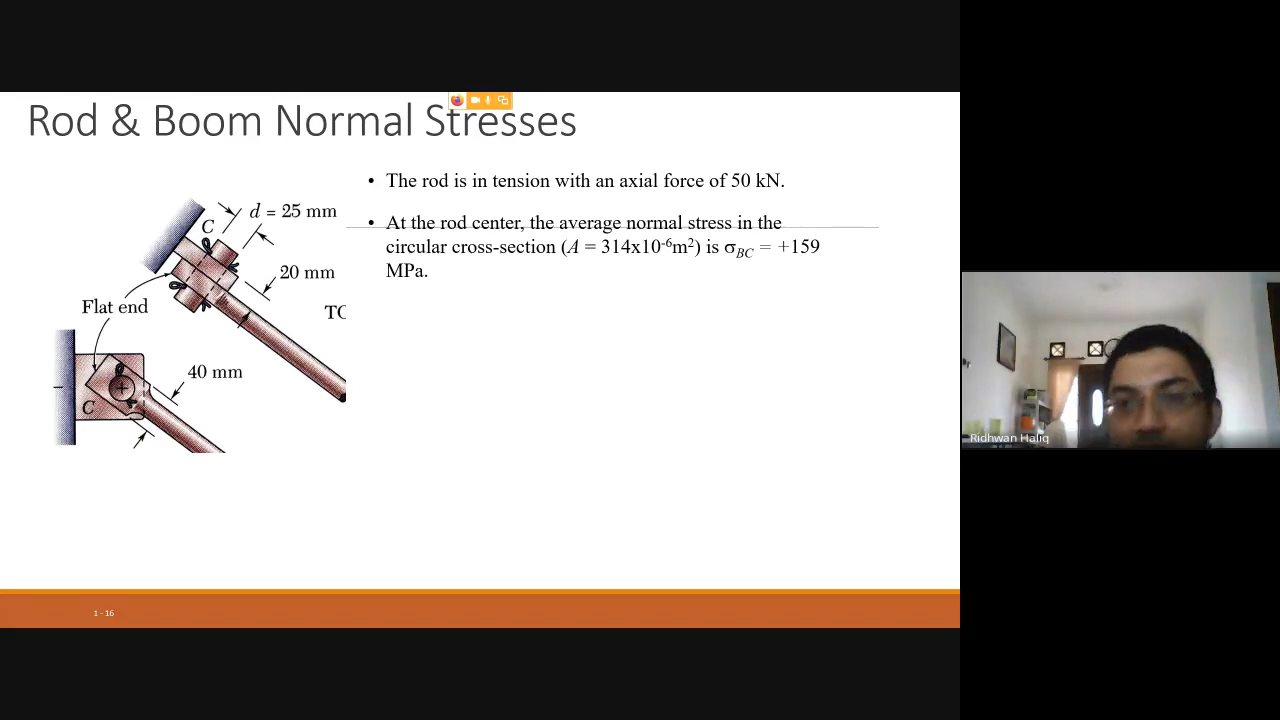 Rod & Boom Normal Stresses
• The rod is in tension with an axial force of 50 kN.
• At the rod center, the average normal stress in the
circular cross-section (A = 314x10⁻⁶m²) is σBC = +159
MPa.
C
d = 25 mm
20 mm
Flat end
TO
40 mm
C
1 - 16
Ridhwan Haliq